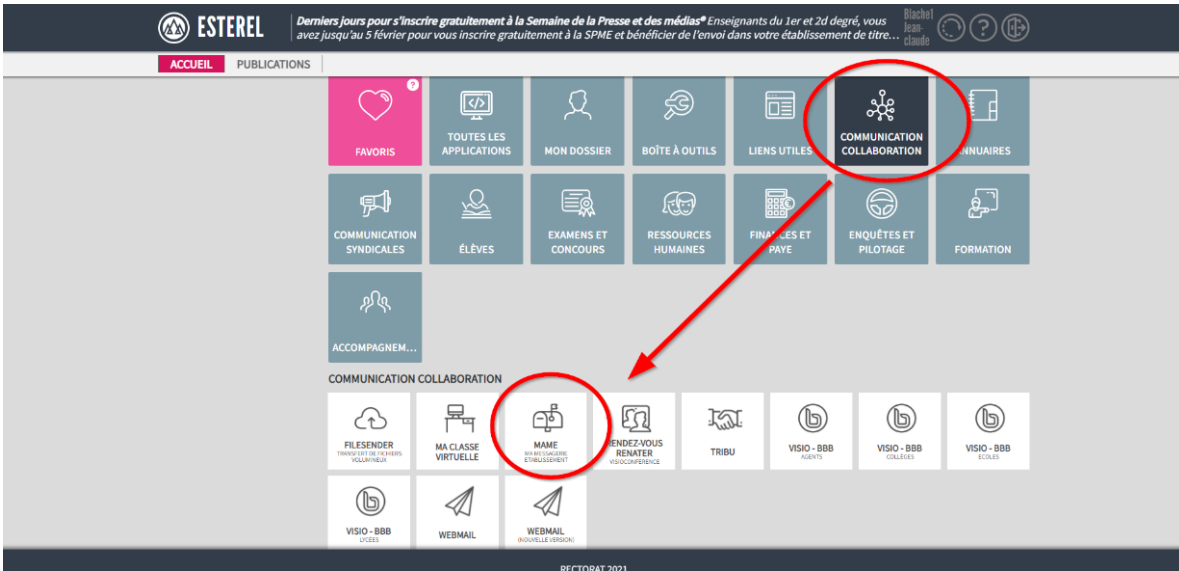 ESTEREL
Derniers jours pour s'inscrire gratuitement à la Semaine de la Presse et des médias® Enseignants du 1er et 2d degré, vous
avez jusqu'au 5 février pour vous inscrire gratuitement à la SPME et bénéficier de l'envoi dans votre établissement de titre...
Blachet
Jean-
claude
?
ACCUEIL PUBLICATIONS
?
FAVORIS
TOUTES LES
APPLICATIONS
MON DOSSIER
BOÎTE À OUTILS
LIENS UTILES
COMMUNICATION
COLLABORATION
NNUAIRES
COMMUNICATION
SYNDICALES
ÉLÈVES
EXAMENS ET
CONCOURS
RESSOURCES
HUMAINES
FINANCES ET
PAYE
ENQUÊTES ET
PILOTAGE
FORMATION
ACCOMPAGNEM...
COMMUNICATION COLLABORATION
FILESENDER
TRANSFERT DE FICHIERS
VOLUMINEUX
MA CLASSE
VIRTUELLE
MAME
MA MESSAGERIE
ETABLISSEMENT
RENDEZ-VOUS
RENATER
VISIOCONFÉRENCE
TRIBU
VISIO - BBB
AGENTS
VISIO - BBB
COLLÈGES
VISIO - BBB
ECOLES
VISIO - BBB
LYCÉES
WEBMAIL
WEBMAIL
(NOUVELLE VERSION)
RECTORAT 2021